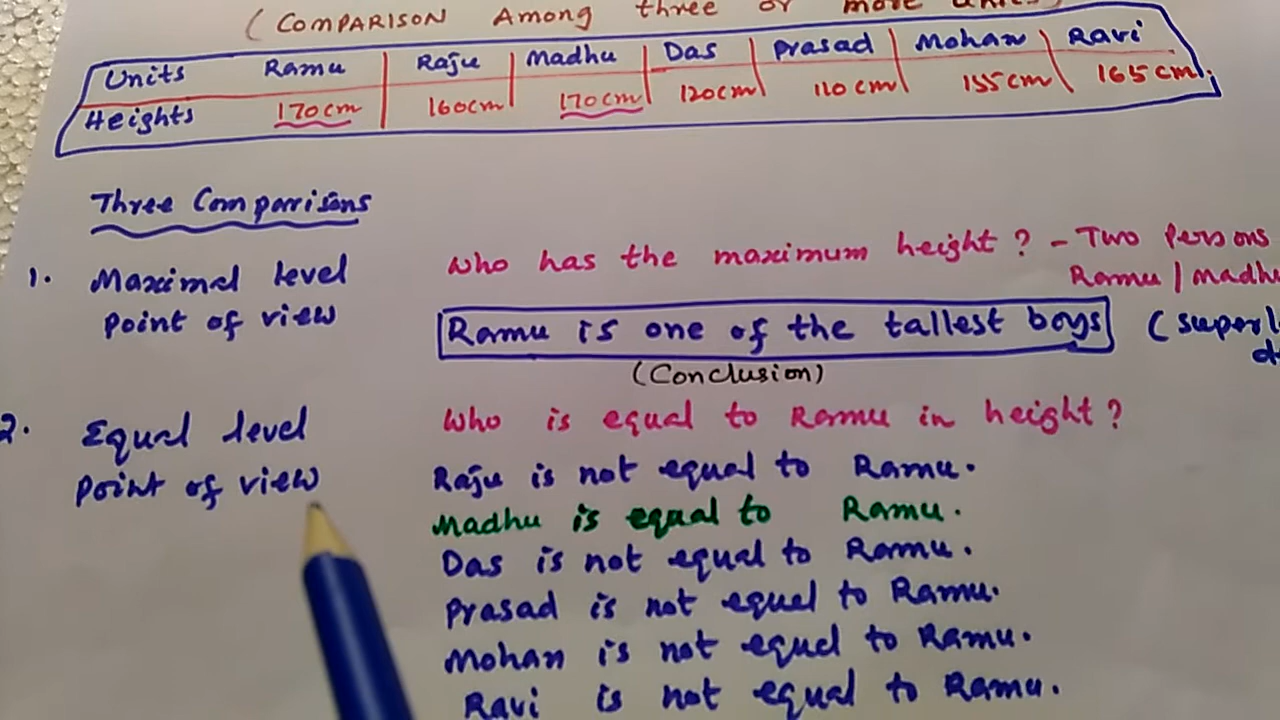 (COMPARISON Among three or more units)
Units Ramu Raju Madhu Das Prasad Mohan Ravi
Heights 170cm 160cm 170cm 120cm 110cm 155cm 165cm.
Three Comparisons
1. Maximal level Point of view
Who has the maximum height? - Two Persons
Ramu / Madhu
Ramu is one of the tallest boys
(Conclusion)
2. Equal level Point of view
Who is equal to Ramu in height?
Raju is not equal to Ramu.
Madhu is equal to Ramu.
Das is not equal to Ramu.
Prasad is not equal to Ramu.
Mohan is not equal to Ramu.
Ravi is not equal to Ramu.